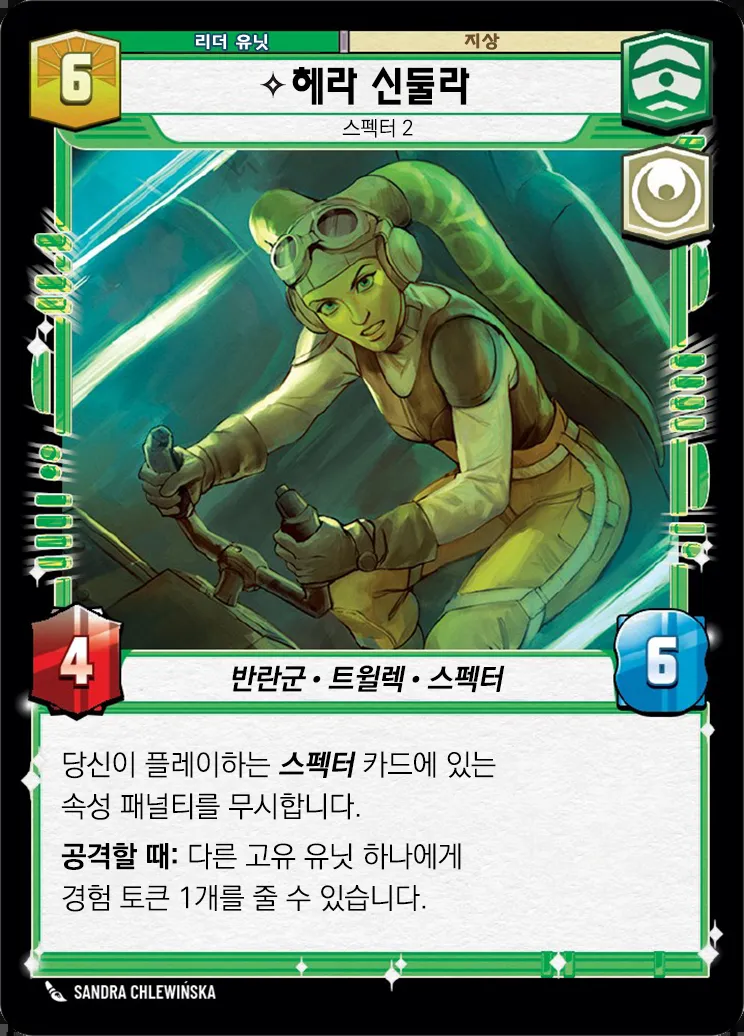 리더 유닛
지상
6
✧헤라 신둘라
스펙터 2
4
반란군 • 트윌렉 • 스펙터
6
당신이 플레이하는 스펙터 카드에 있는
속성 패널티를 무시합니다.
공격할 때: 다른 고유 유닛 하나에게
경험 토큰 1개를 줄 수 있습니다.
SANDRA CHLEWIŃSKA